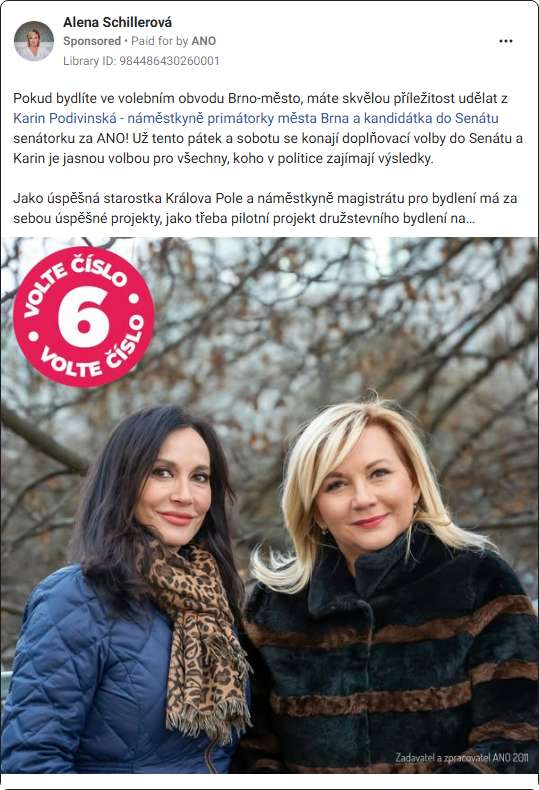 Alena Schillerová
Sponsored • Paid for by ANO
Library ID: 984486430260001
Pokud bydlíte ve volebním obvodu Brno-město, máte skvělou příležitost udělat z
Karin Podivinská - náměstkyně primátorky města Brna a kandidátka do Senátu
senátorku za ANO! Už tento pátek a sobotu se konají doplňovací volby do Senátu a
Karin je jasnou volbou pro všechny, koho v politice zajímají výsledky.
Jako úspěšná starostka Králova Pole a náměstkyně magistrátu pro bydlení má za
sebou úspěšné projekty, jako třeba pilotní projekt družstevního bydlení na...
VOLTE ČÍSLO
6
VOLTE ČÍSLO
Zadavatel a zpracovatel ANO 2011